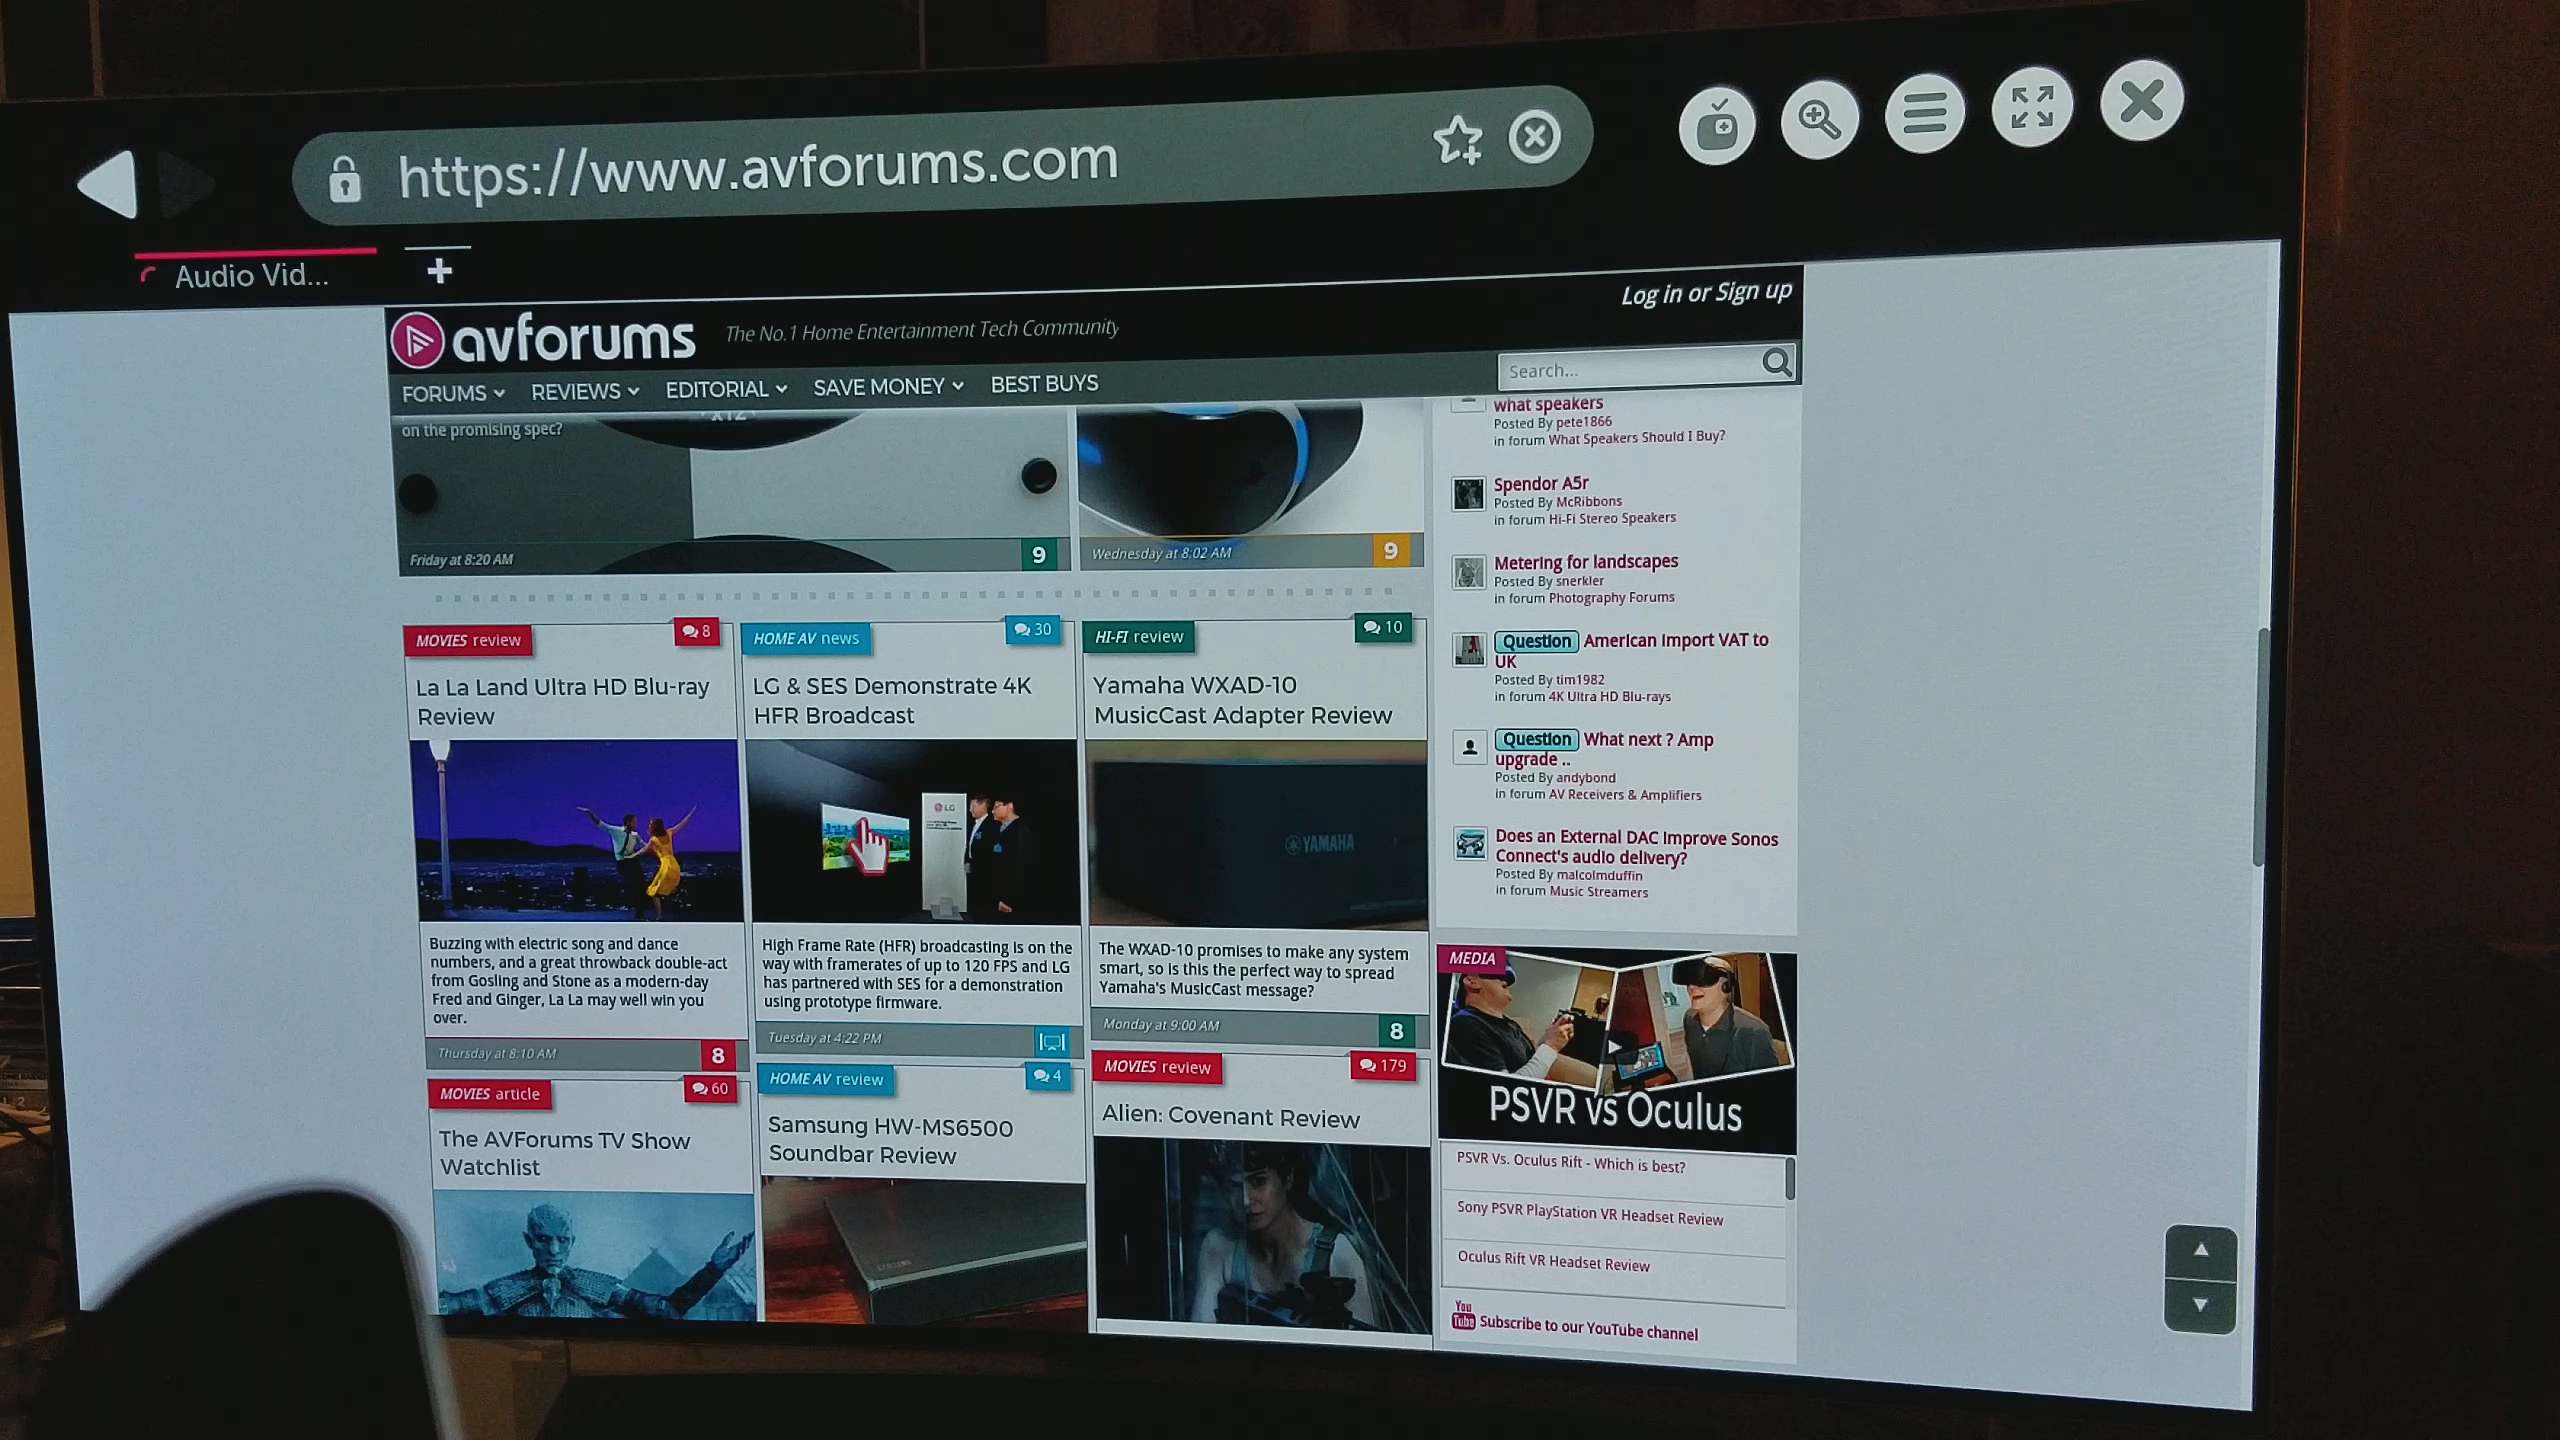 https://www.avforums.com
Audio Vid...
+
Log in or Sign up
avforums
The No.1 Home Entertainment Tech Community
Search...
FORUMS
REVIEWS
EDITORIAL
SAVE MONEY
BEST BUYS
x12
on the promising spec?
Friday at 8:20 AM
9
Wednesday at 8:02 AM
9
MOVIES review
8
La La Land Ultra HD Blu-ray
Review
Buzzing with electric song and dance
numbers, and a great throwback double-act
from Gosling and Stone as a modern-day
Fred and Ginger, La La may well win you
over.
Thursday at 8:10 AM
8
HOME AV news
30
LG & SES Demonstrate 4K
HFR Broadcast
LG
High Frame Rate (HFR) broadcasting is on the
way with framerates of up to 120 FPS and LG
has partnered with SES for a demonstration
using prototype firmware.
Tuesday at 4:22 PM
HI-FI review
10
Yamaha WXAD-10
MusicCast Adapter Review
YAMAHA
The WXAD-10 promises to make any system
smart, so is this the perfect way to spread
Yamaha's MusicCast message?
Monday at 9:00 AM
8
MOVIES article
60
The AVForums TV Show
Watchlist
HOME AV review
4
Samsung HW-MS6500
Soundbar Review
SAMSUNG
MOVIES review
179
Alien: Covenant Review
what speakers
Posted By pete1866
in forum What Speakers Should I Buy?
Spendor A5r
Posted By McRibbons
in forum Hi-Fi Stereo Speakers
Metering for landscapes
Posted By snerkler
in forum Photography Forums
Question American import VAT to
UK
Posted By tim1982
in forum 4K Ultra HD Blu-rays
Question What next ? Amp
upgrade ..
Posted By andybond
in forum AV Receivers & Amplifiers
Does an External DAC Improve Sonos
Connect's audio delivery?
Posted By malcolmduffin
in forum Music Streamers
MEDIA
PSVR vs Oculus
PSVR Vs. Oculus Rift - Which is best?
Sony PSVR PlayStation VR Headset Review
Oculus Rift VR Headset Review
You
Tube Subscribe to our YouTube channel